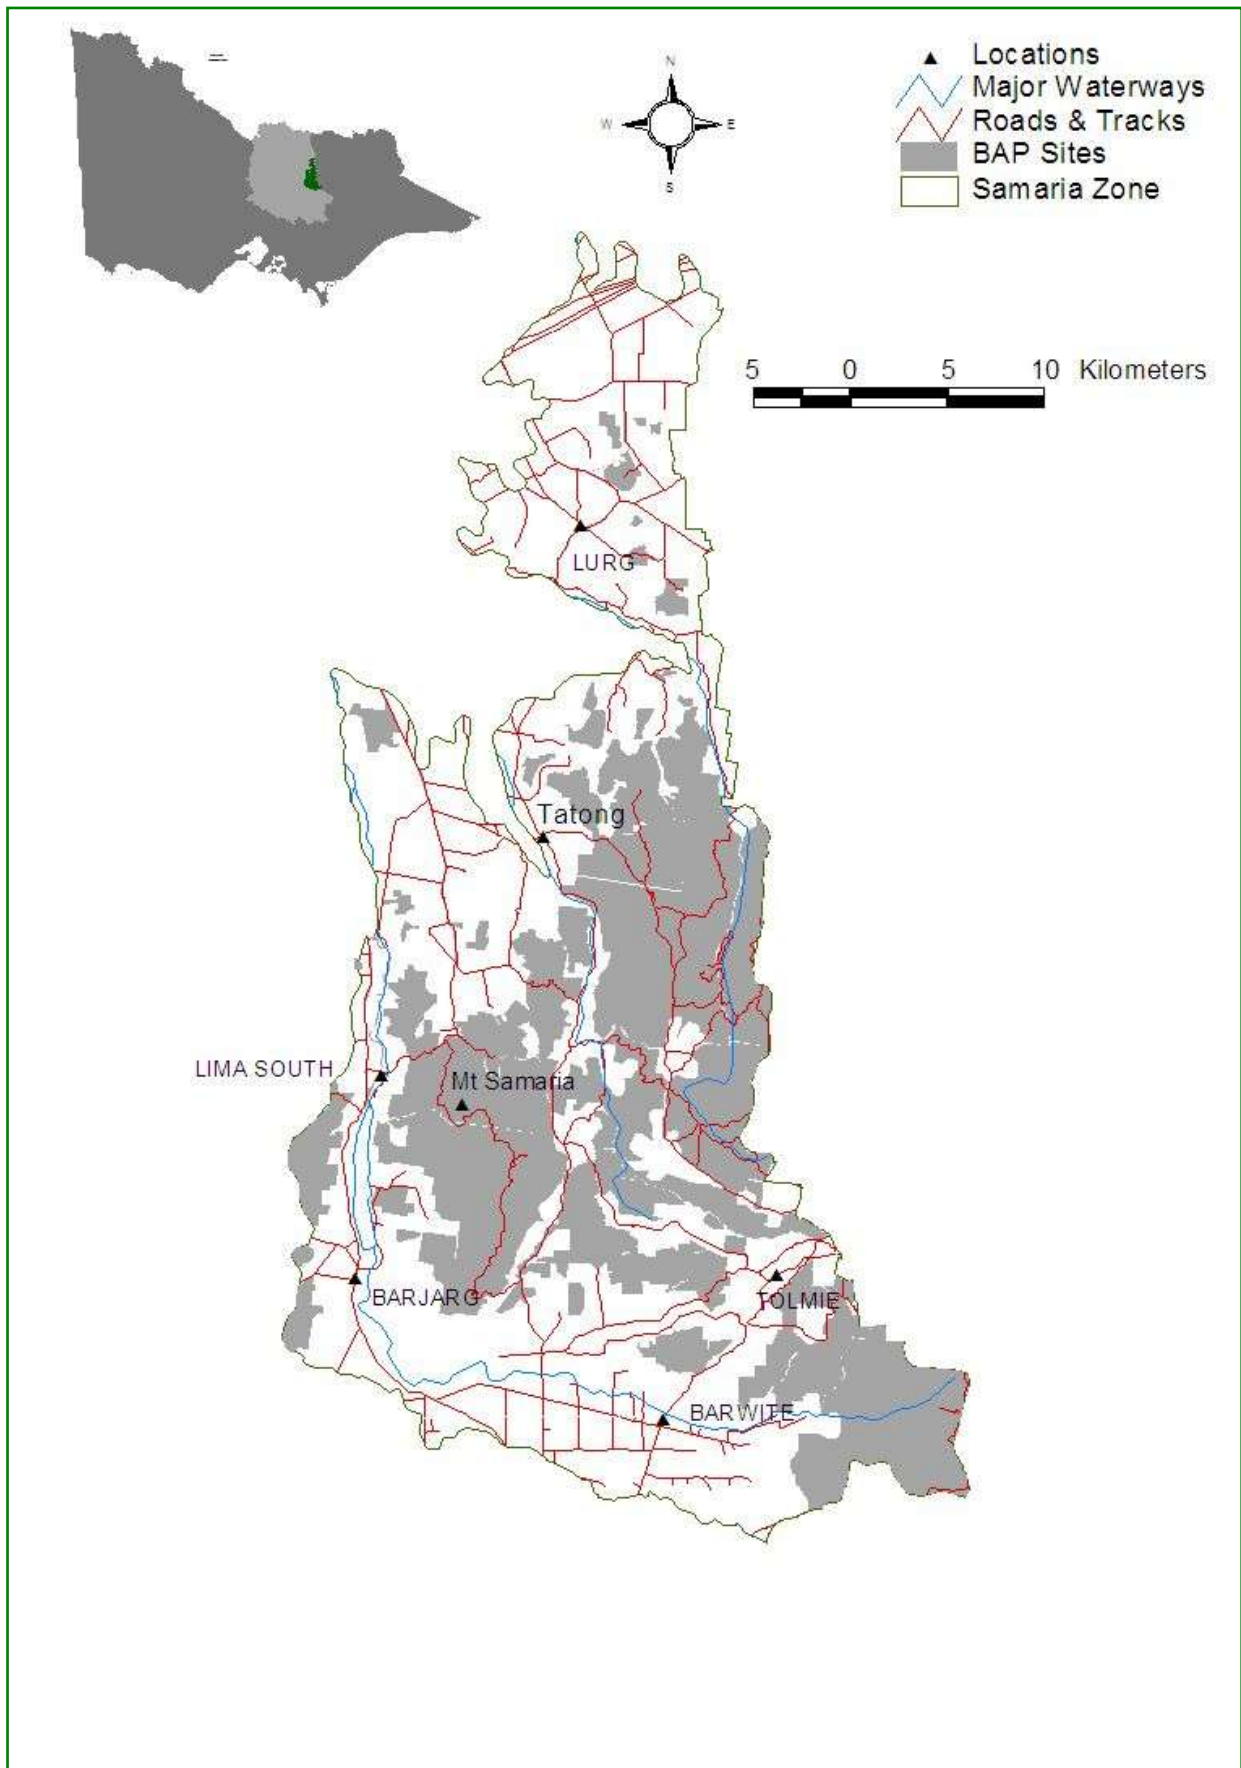 N
W E
S
Locations
Major Waterways
Roads & Tracks
BAP Sites
Samaria Zone
5 0 5 10 Kilometers
LURG
Tatong
LIMA SOUTH
Mt Samaria
BARJARG
TOLMIE
BARWITE